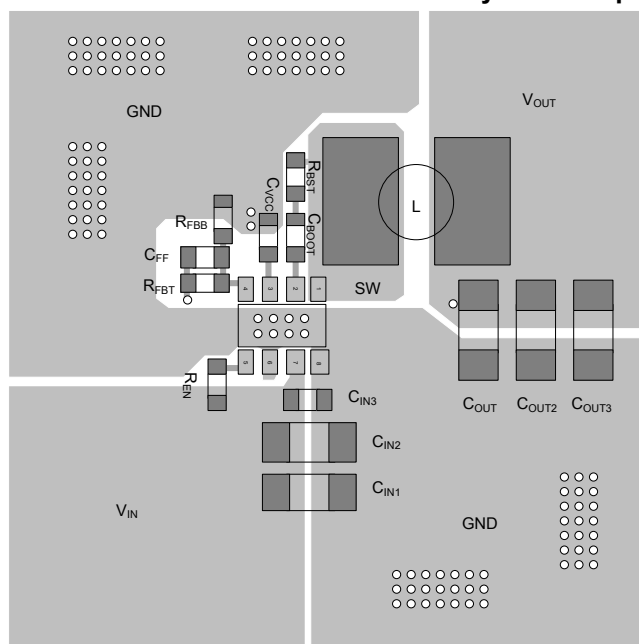 GND
VOUT
RBST
CVCC
L
RFBB
CBOOT
CFF
RFBT
4
3
2
1
SW
5
6
7
8
REN
CIN3
COUT
COUT2
COUT3
CIN2
CIN1
VIN
GND